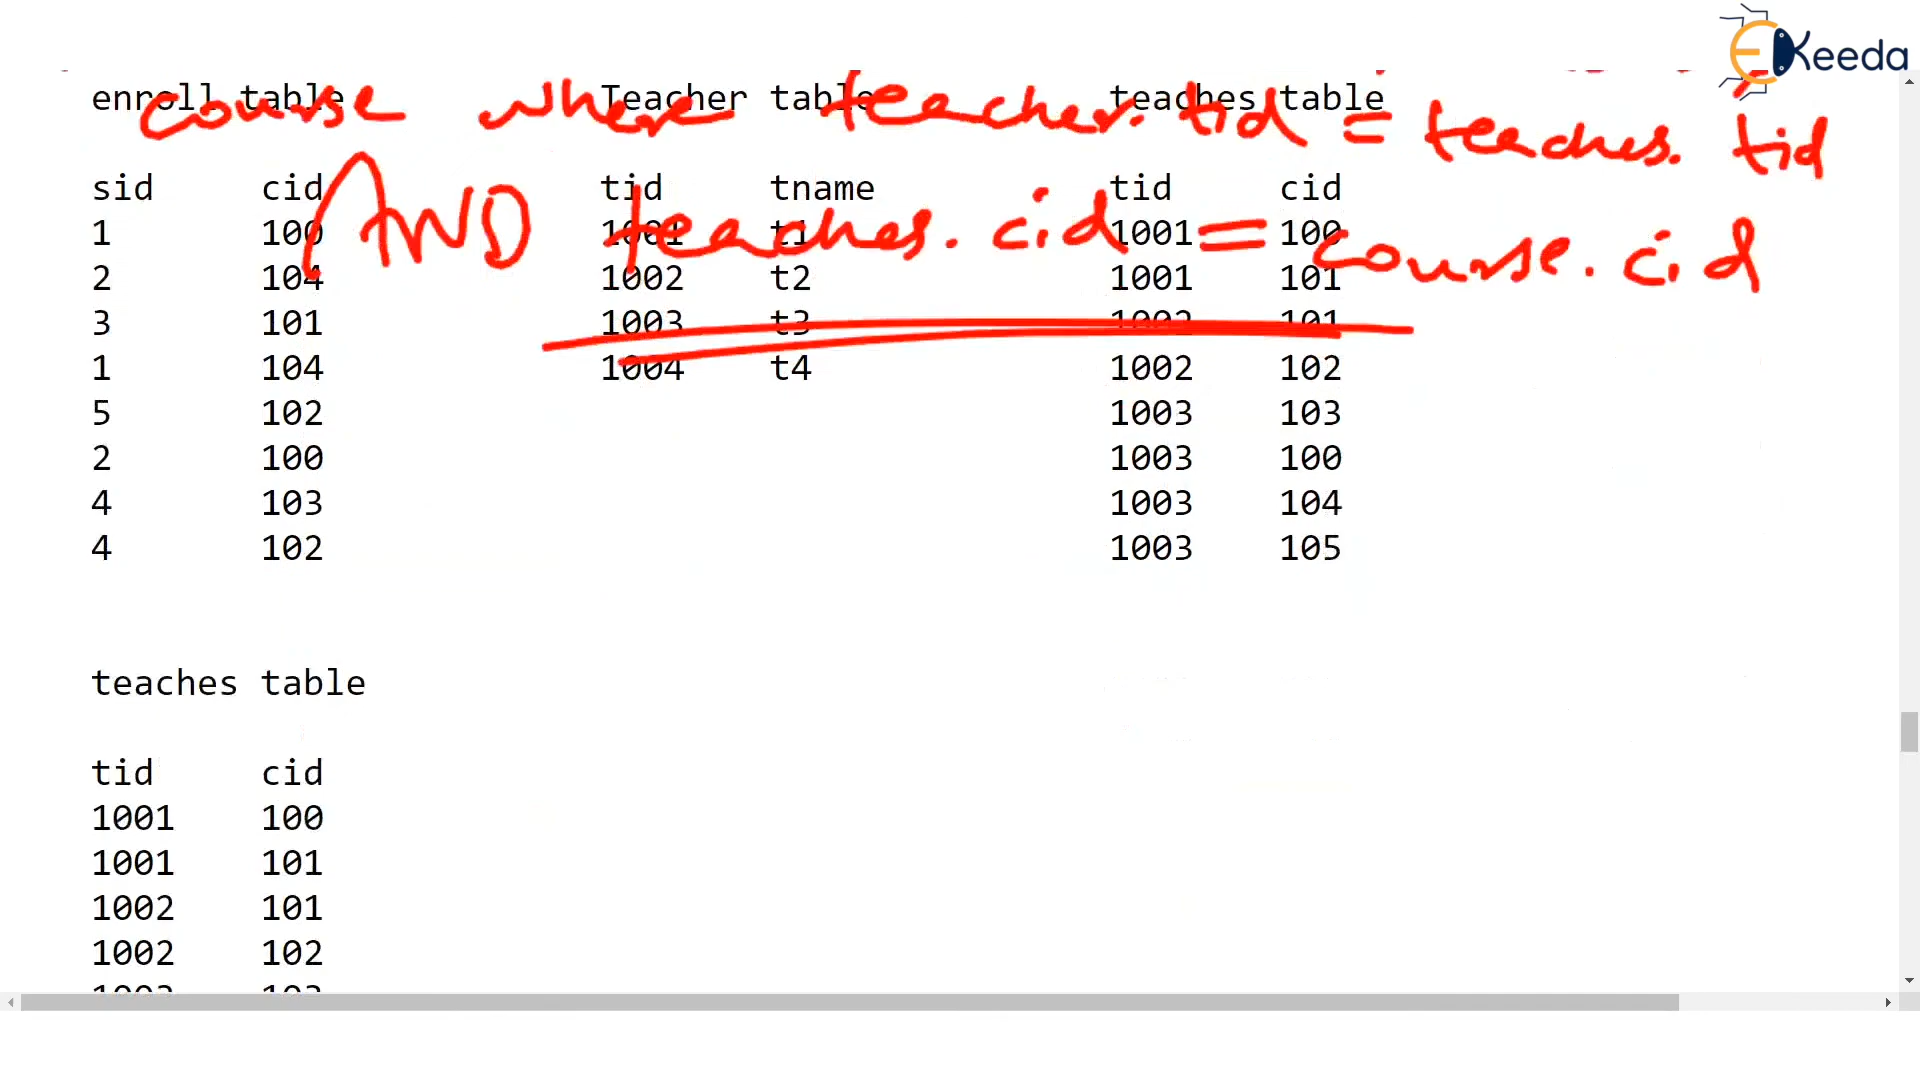 EKeeda
enroll table Teacher table teaches table
course where teacher.tid = teaches.tid
sid cid tid tname tid cid
AND teaches.cid = course.cid
1 100 1001 t1 1001 100
2 104 1002 t2 1001 101
3 101 1003 t3 1002 101
1 104 1004 t4 1002 102
5 102 1003 103
2 100 1003 100
4 103 1003 104
4 102 1003 105
teaches table
tid cid
1001 100
1001 101
1002 101
1002 102